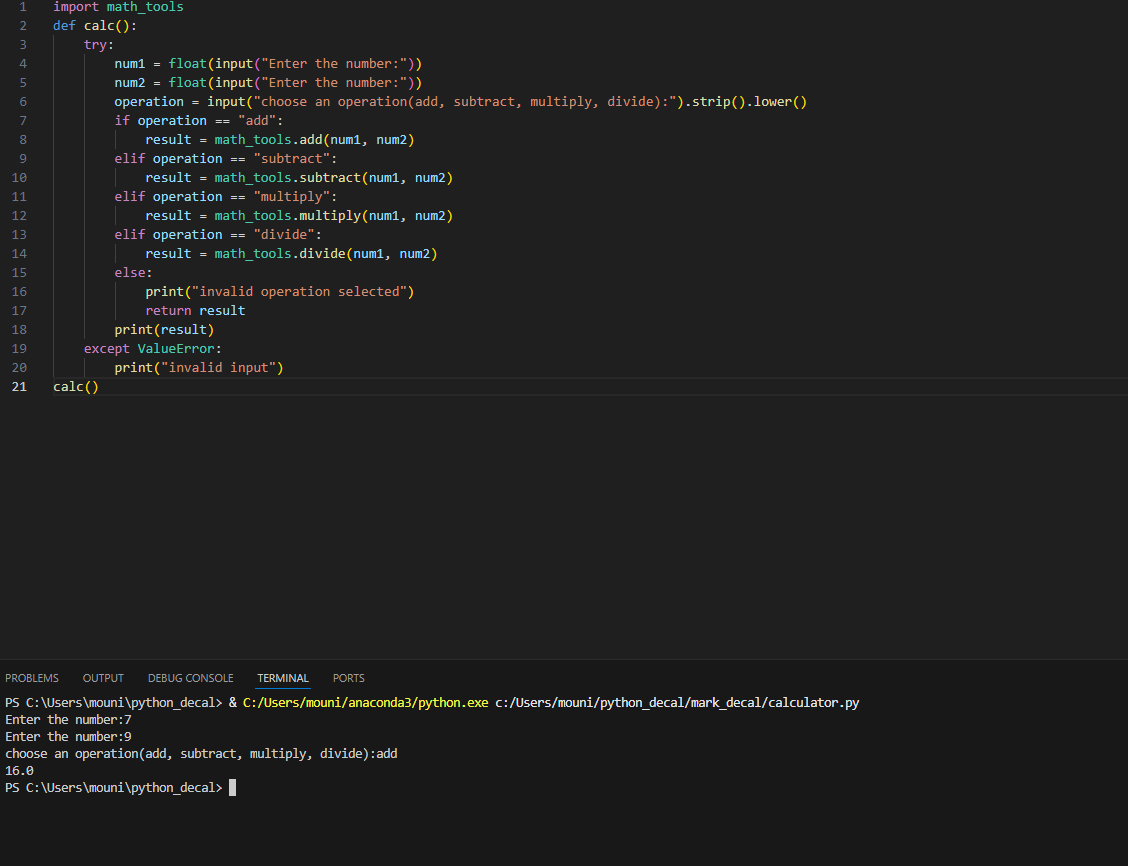 1 import math_tools
2 def calc():
3     try:
4         num1 = float(input("Enter the number:"))
5         num2 = float(input("Enter the number:"))
6         operation = input("choose an operation(add, subtract, multiply, divide):").strip().lower()
7         if operation == "add":
8             result = math_tools.add(num1, num2)
9         elif operation == "subtract":
10             result = math_tools.subtract(num1, num2)
11         elif operation == "multiply":
12             result = math_tools.multiply(num1, num2)
13         elif operation == "divide":
14             result = math_tools.divide(num1, num2)
15         else:
16             print("invalid operation selected")
17             return result
18         print(result)
19     except ValueError:
20         print("invalid input")
21 calc()
PROBLEMS OUTPUT DEBUG CONSOLE TERMINAL PORTS
PS C:\Users\mouni\python_decal> & C:/Users/mouni/anaconda3/python.exe c:/Users/mouni/python_decal/mark_decal/calculator.py
Enter the number:7
Enter the number:9
choose an operation(add, subtract, multiply, divide):add
16.0
PS C:\Users\mouni\python_decal>